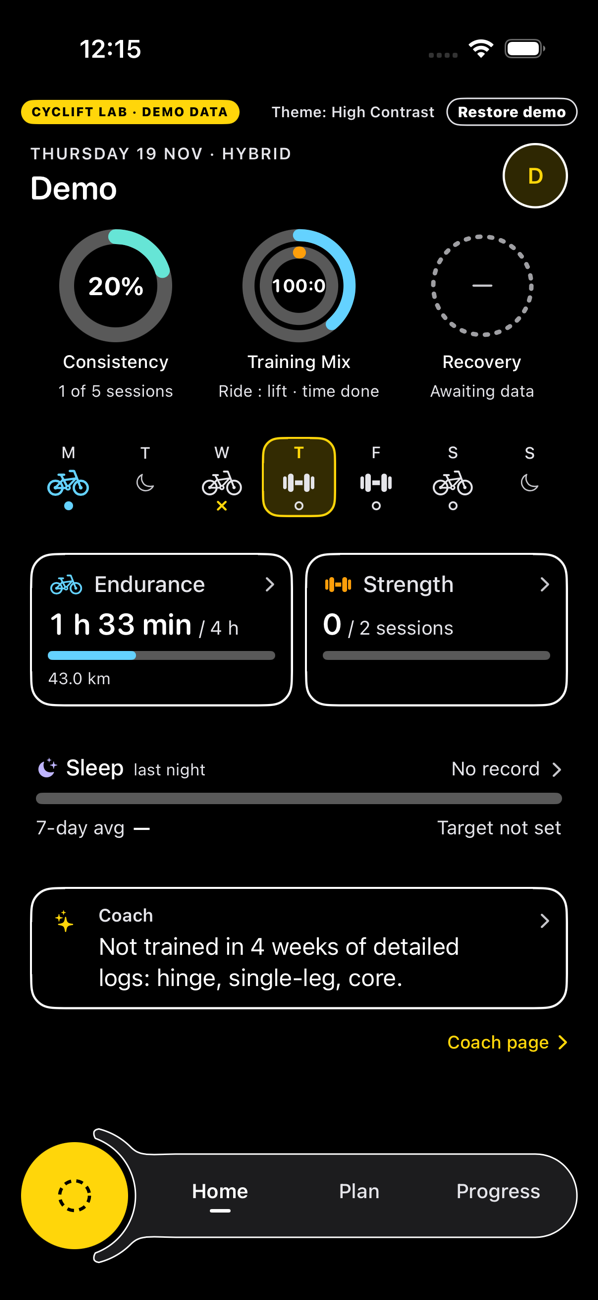 12:15
CYCLIFT LAB · DEMO DATA
Theme: High Contrast
Restore demo
THURSDAY 19 NOV · HYBRID
Demo
D
20%
100:0
—
Consistency
Training Mix
Recovery
1 of 5 sessions
Ride : lift · time done
Awaiting data
M T W T F S S
Endurance
1 h 33 min / 4 h
43.0 km
Strength
0 / 2 sessions
Sleep last night
No record
7-day avg —
Target not set
Coach
Not trained in 4 weeks of detailed
logs: hinge, single-leg, core.
Coach page
Home
Plan
Progress